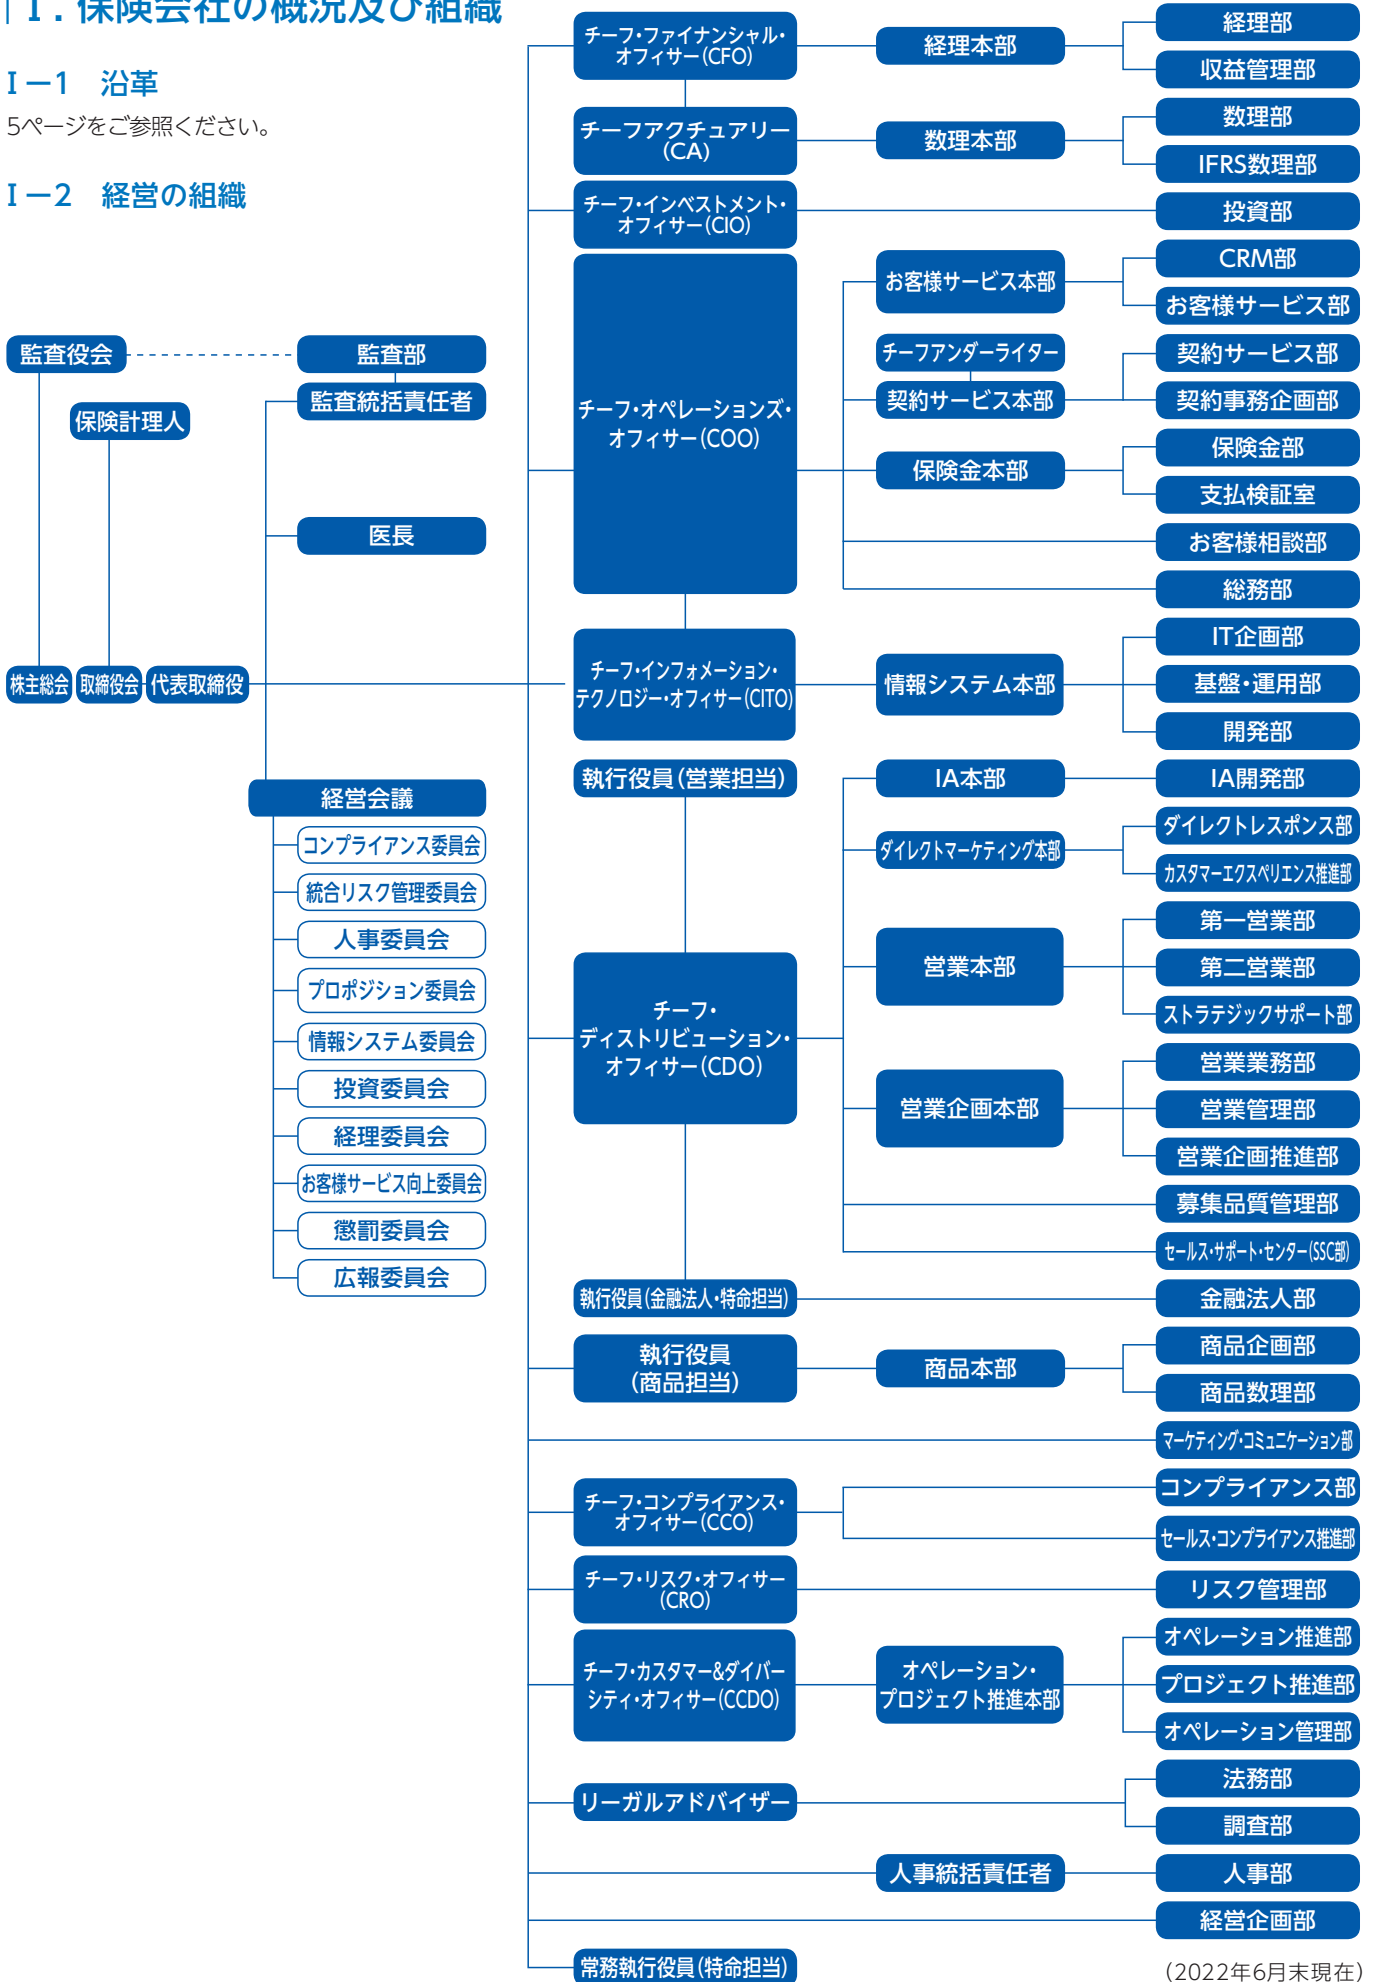 Ⅰ. 保険会社の概況及び組織
Ⅰ－1　沿革
5ページをご参照ください。
Ⅰ－2　経営の組織
監査役会
監査部
監査統括責任者
保険計理人
医長
株主総会
取締役会
代表取締役
経営会議
コンプライアンス委員会
統合リスク管理委員会
人事委員会
プロポジション委員会
情報システム委員会
投資委員会
経理委員会
お客様サービス向上委員会
懲罰委員会
広報委員会
チーフ・ファイナンシャル・
オフィサー(CFO)
経理本部
経理部
収益管理部
チーフアクチュアリー
(CA)
数理本部
数理部
IFRS数理部
チーフ・インベストメント・
オフィサー(CIO)
投資部
チーフ・オペレーションズ・
オフィサー(COO)
お客様サービス本部
CRM部
お客様サービス部
チーフアンダーライター
契約サービス本部
契約サービス部
契約事務企画部
保険金本部
保険金部
支払検証室
お客様相談部
総務部
チーフ・インフォメーション・
テクノロジー・オフィサー(CITO)
情報システム本部
IT企画部
基盤・運用部
開発部
執行役員(営業担当)
チーフ・
ディストリビューション・
オフィサー(CDO)
IA本部
IA開発部
ダイレクトマーケティング本部
ダイレクトレスポンス部
カスタマーエクスペリエンス推進部
営業本部
第一営業部
第二営業部
ストラテジックサポート部
営業企画本部
営業業務部
営業管理部
営業企画推進部
募集品質管理部
セールス・サポート・センター(SSC部)
執行役員(金融法人・特命担当)
金融法人部
執行役員
(商品担当)
商品本部
商品企画部
商品数理部
マーケティング・コミュニケーション部
チーフ・コンプライアンス・
オフィサー(CCO)
コンプライアンス部
セールス・コンプライアンス推進部
チーフ・リスク・オフィサー
(CRO)
リスク管理部
チーフ・カスタマー&ダイバー
シティ・オフィサー(CCDO)
オペレーション・
プロジェクト推進本部
オペレーション推進部
プロジェクト推進部
オペレーション管理部
リーガルアドバイザー
法務部
調査部
人事統括責任者
人事部
経営企画部
常務執行役員(特命担当)
(2022年6月末現在)